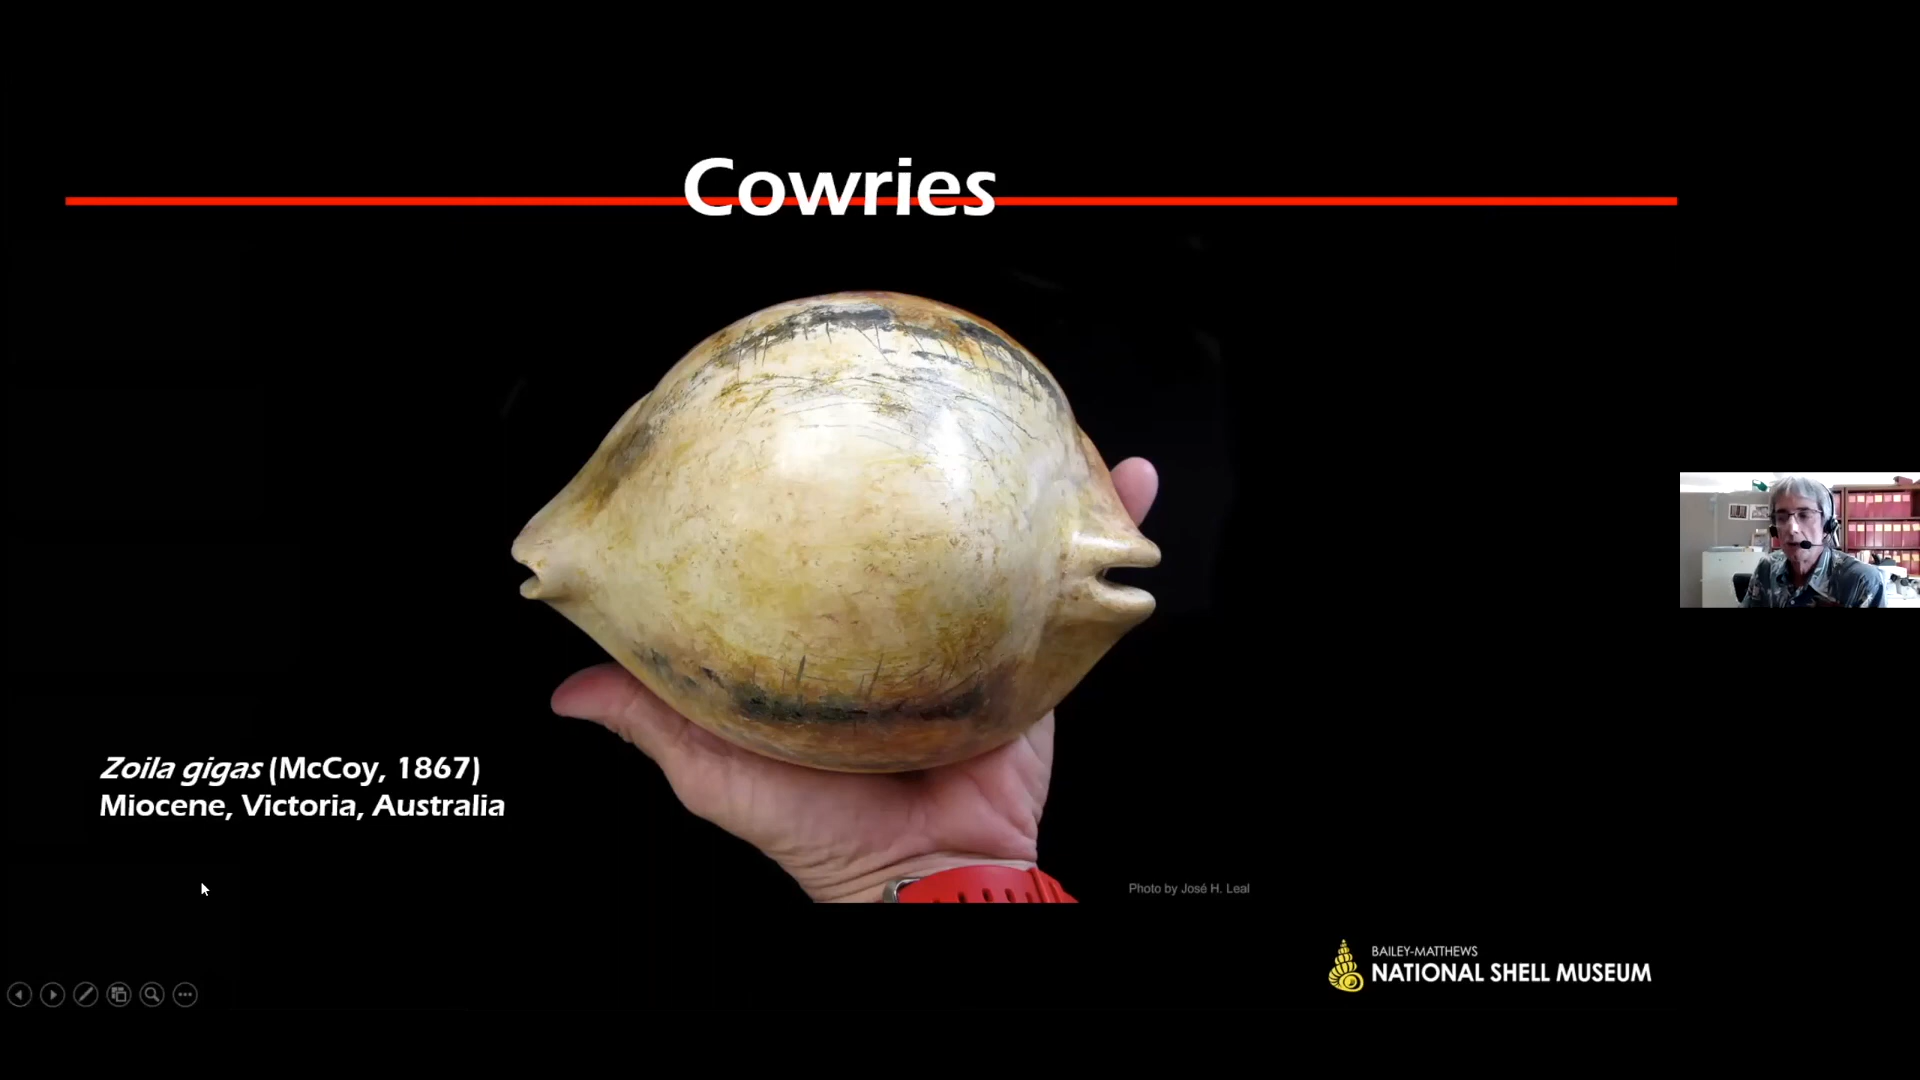 Cowries
Zoila gigas (McCoy, 1867)
Miocene, Victoria, Australia
Photo by José H. Leal
BAILEY-MATTHEWS
NATIONAL SHELL MUSEUM